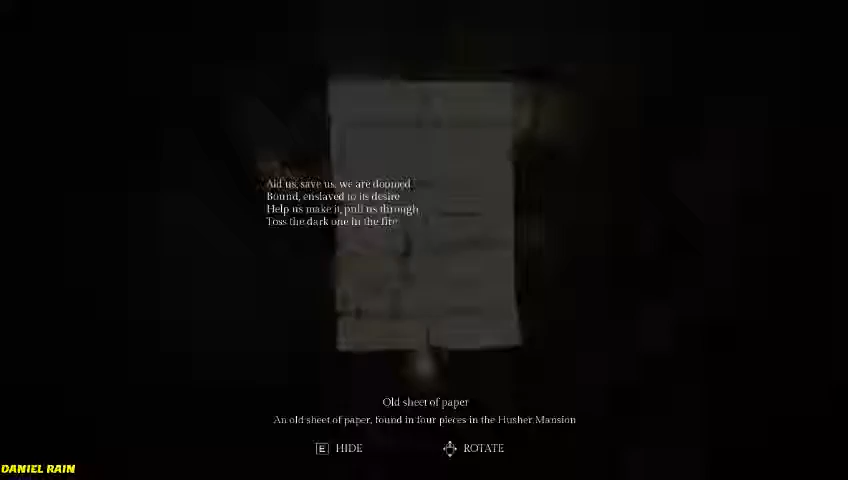 Aid us, save us, we are doomed
Bound, enslaved to its desire
Help us make it, pull us through
Toss the dark one in the fire
Old sheet of paper
An old sheet of paper, found in four pieces in the Husher Mansion
E HIDE
ROTATE
DANIEL RAIN